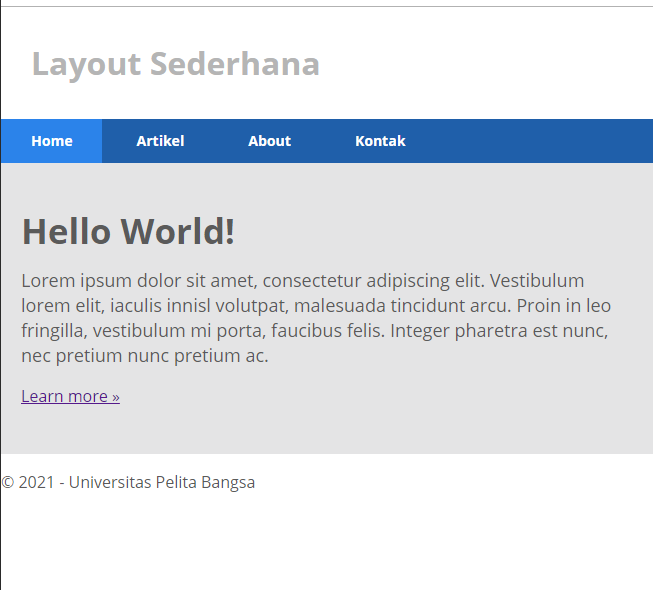 Layout Sederhana
Home Artikel About Kontak
Hello World!
Lorem ipsum dolor sit amet, consectetur adipiscing elit. Vestibulum
lorem elit, iaculis innisl volutpat, malesuada tincidunt arcu. Proin in leo
fringilla, vestibulum mi porta, faucibus felis. Integer pharetra est nunc,
nec pretium nunc pretium ac.
Learn more »
© 2021 - Universitas Pelita Bangsa